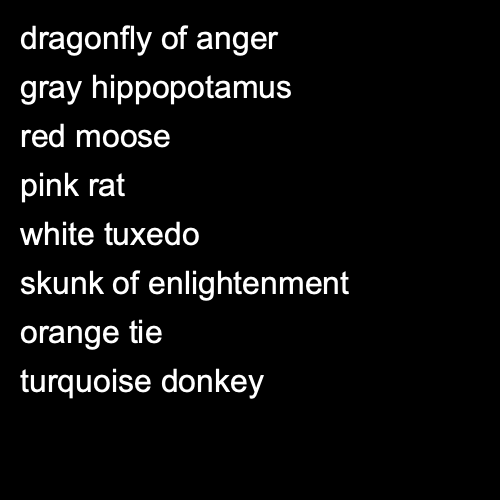 dragonfly of anger
gray hippopotamus
red moose
pink rat
white tuxedo
skunk of enlightenment
orange tie
turquoise donkey